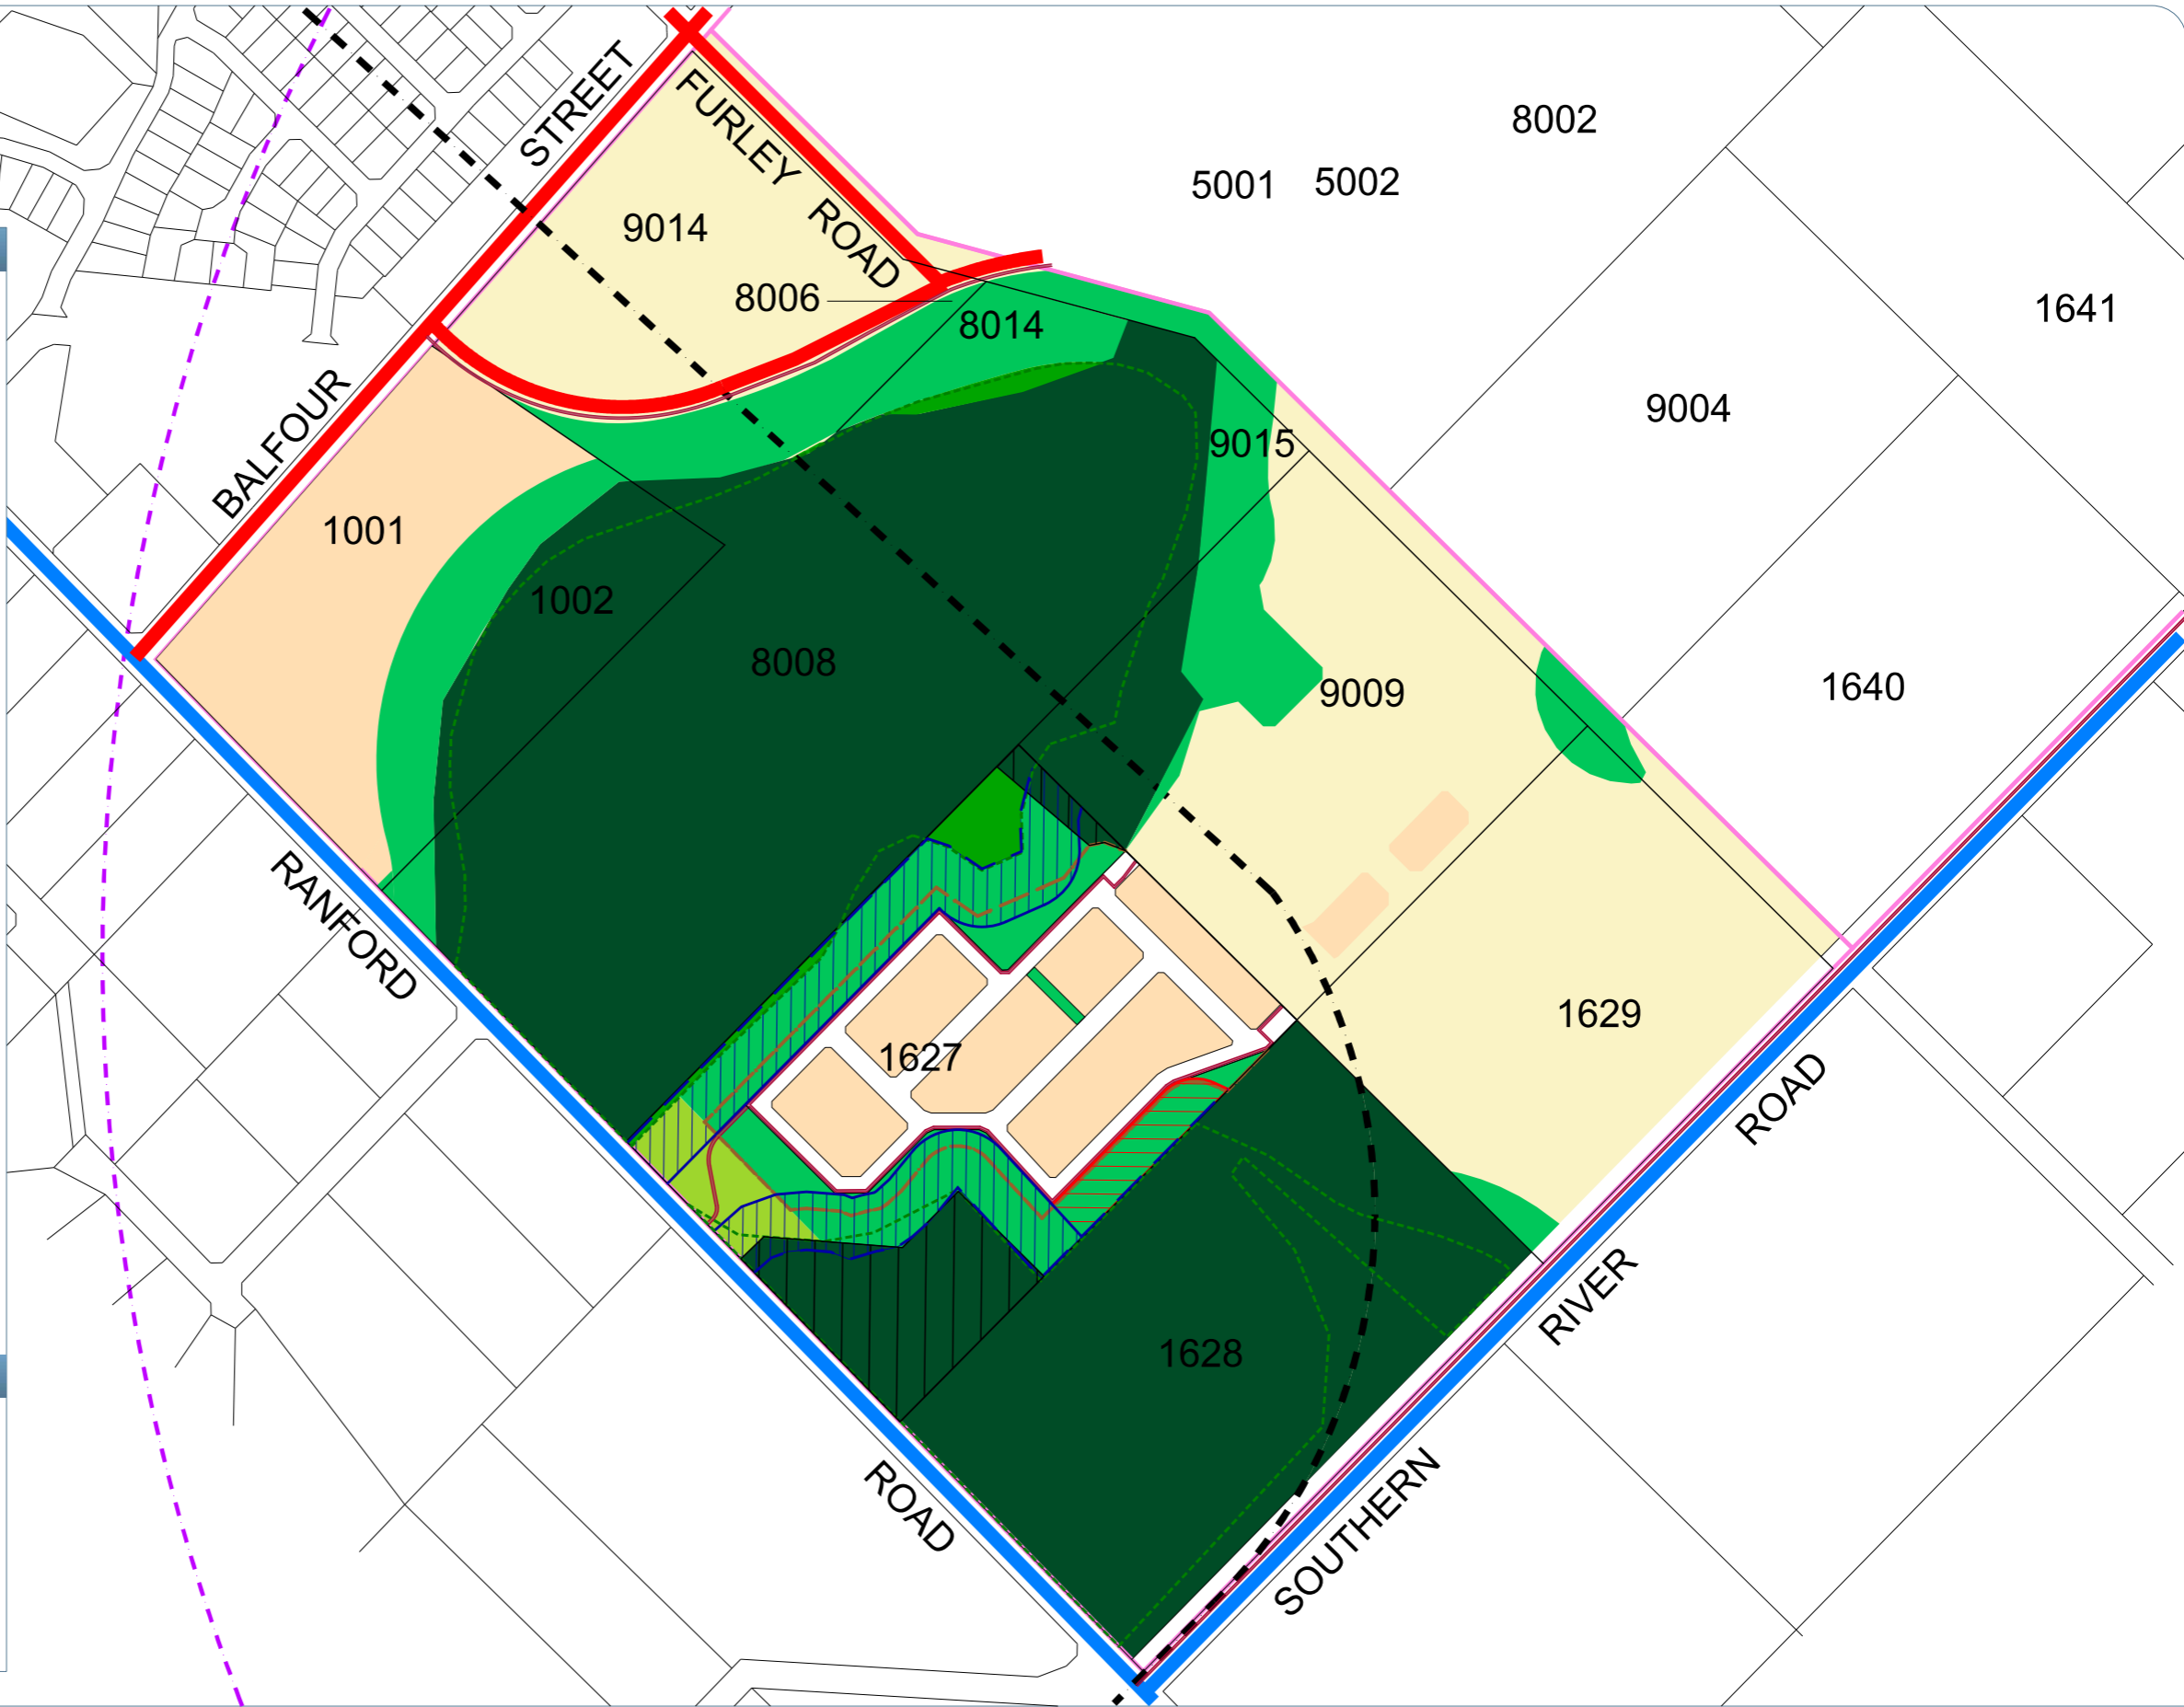 STREET
FURLEY
ROAD
8002
5001
5002
9014
8006
8014
1641
BALFOUR
9004
9015
1001
1002
8008
9009
1640
RANFORD
1627
1629
ROAD
RIVER
1628
SOUTHERN
ROAD